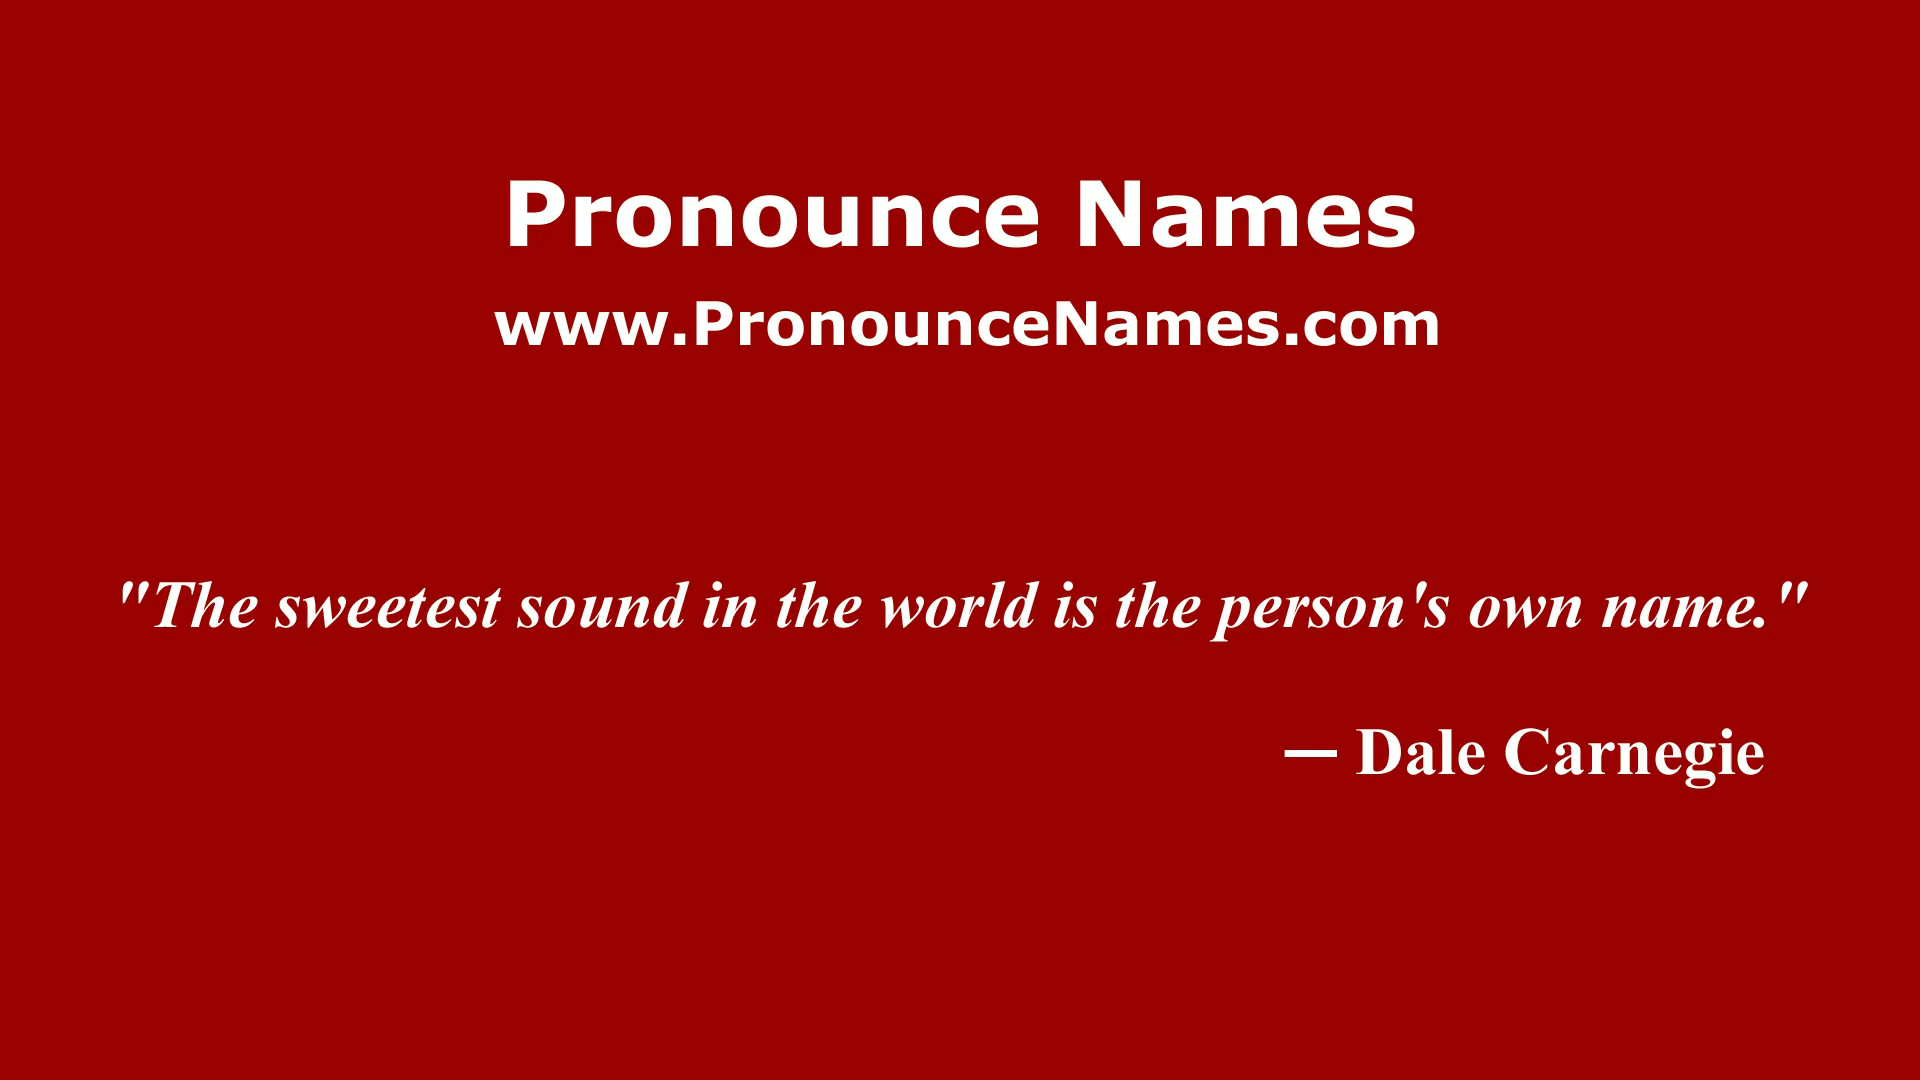 Pronounce Names
www.PronounceNames.com
"The sweetest sound in the world is the person's own name."
— Dale Carnegie